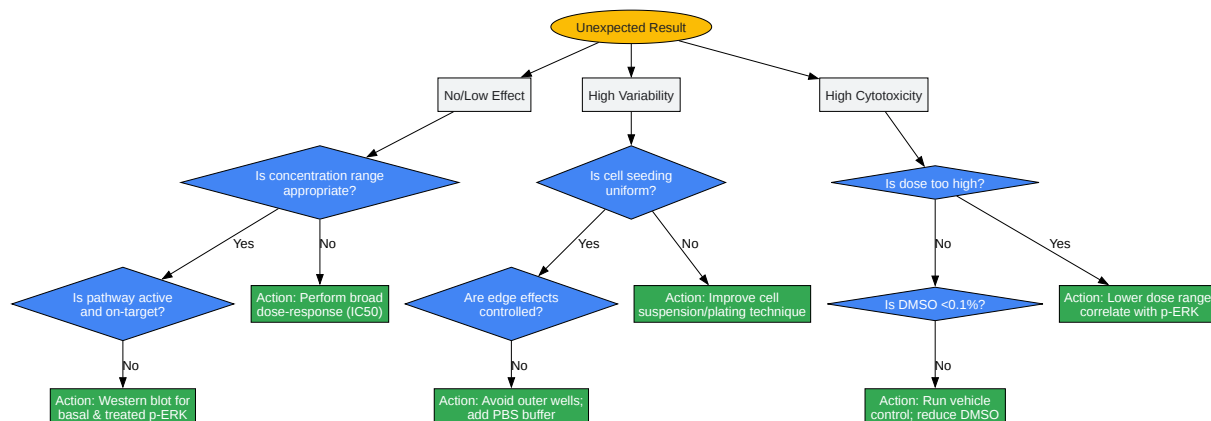 Unexpected Result
No/Low Effect
High Variability
High Cytotoxicity
Is concentration range
appropriate?
Is cell seeding
uniform?
Is dose too high?
Yes
No
Yes
No
No
Yes
Is pathway active
and on-target?
Action: Perform broad
dose-response (IC50)
Are edge effects
controlled?
Action: Improve cell
suspension/plating technique
Is DMSO <0.1%?
Action: Lower dose range
correlate with p-ERK
No
No
No
Action: Western blot for
basal & treated p-ERK
Action: Avoid outer wells;
add PBS buffer
Action: Run vehicle
control; reduce DMSO